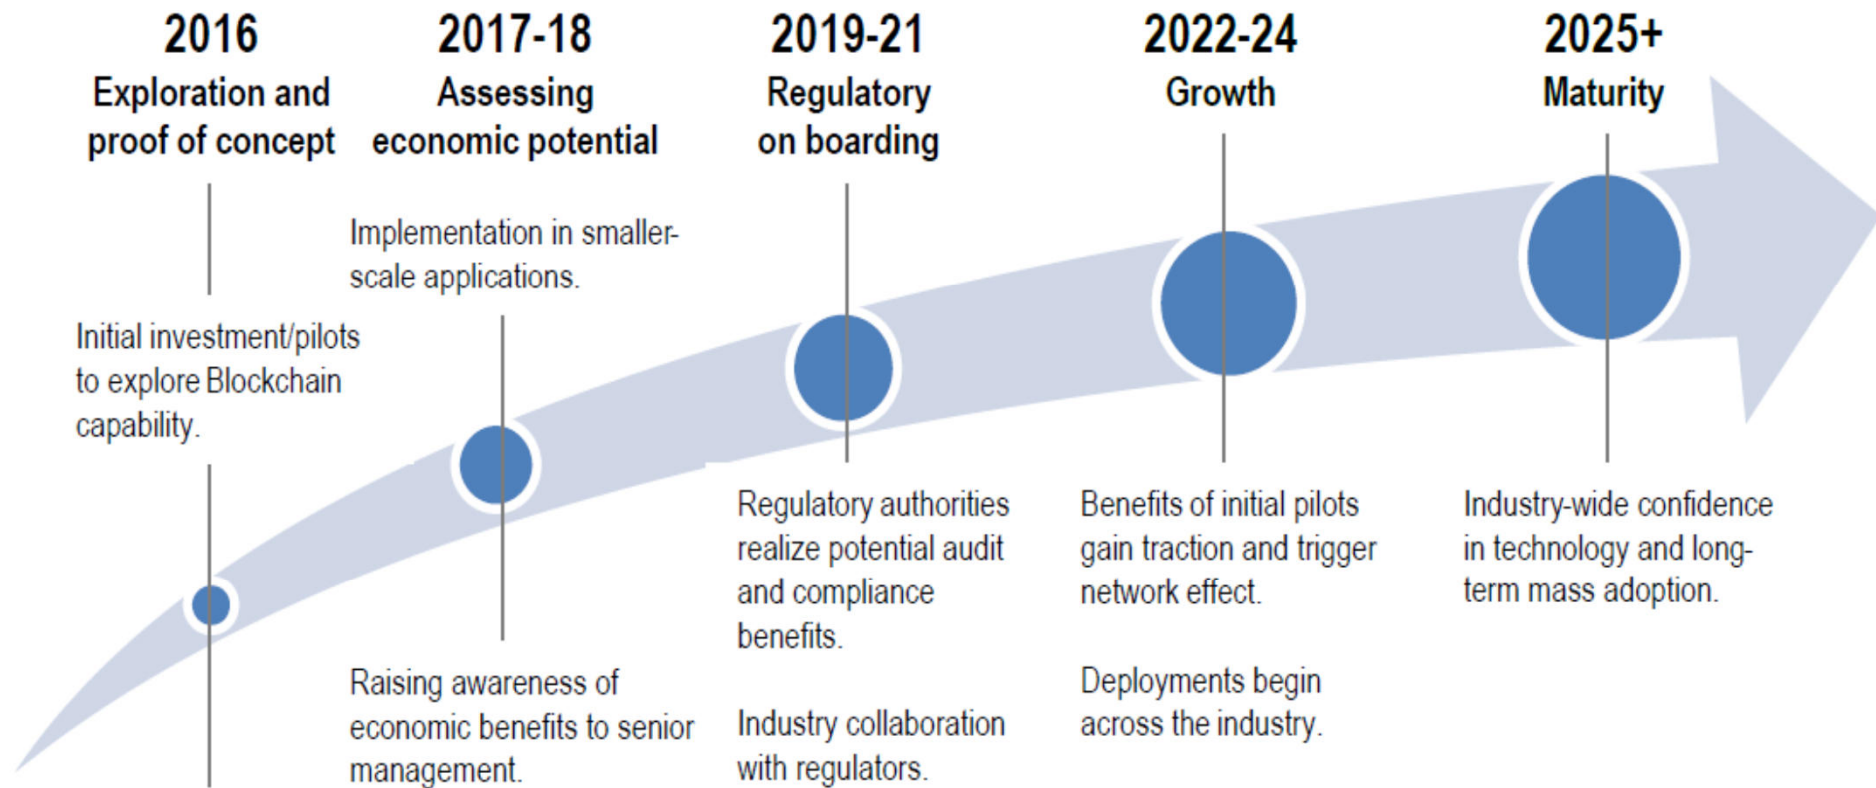 2016
Exploration and
proof of concept
Initial investment/pilots
to explore Blockchain
capability.
2017-18
Assessing
economic potential
Implementation in smaller-
scale applications.
Raising awareness of
economic benefits to senior
management.
2019-21
Regulatory
on boarding
Regulatory authorities
realize potential audit
and compliance
benefits.
Industry collaboration
with regulators.
2022-24
Growth
Benefits of initial pilots
gain traction and trigger
network effect.
Deployments begin
across the industry.
2025+
Maturity
Industry-wide confidence
in technology and long-
term mass adoption.